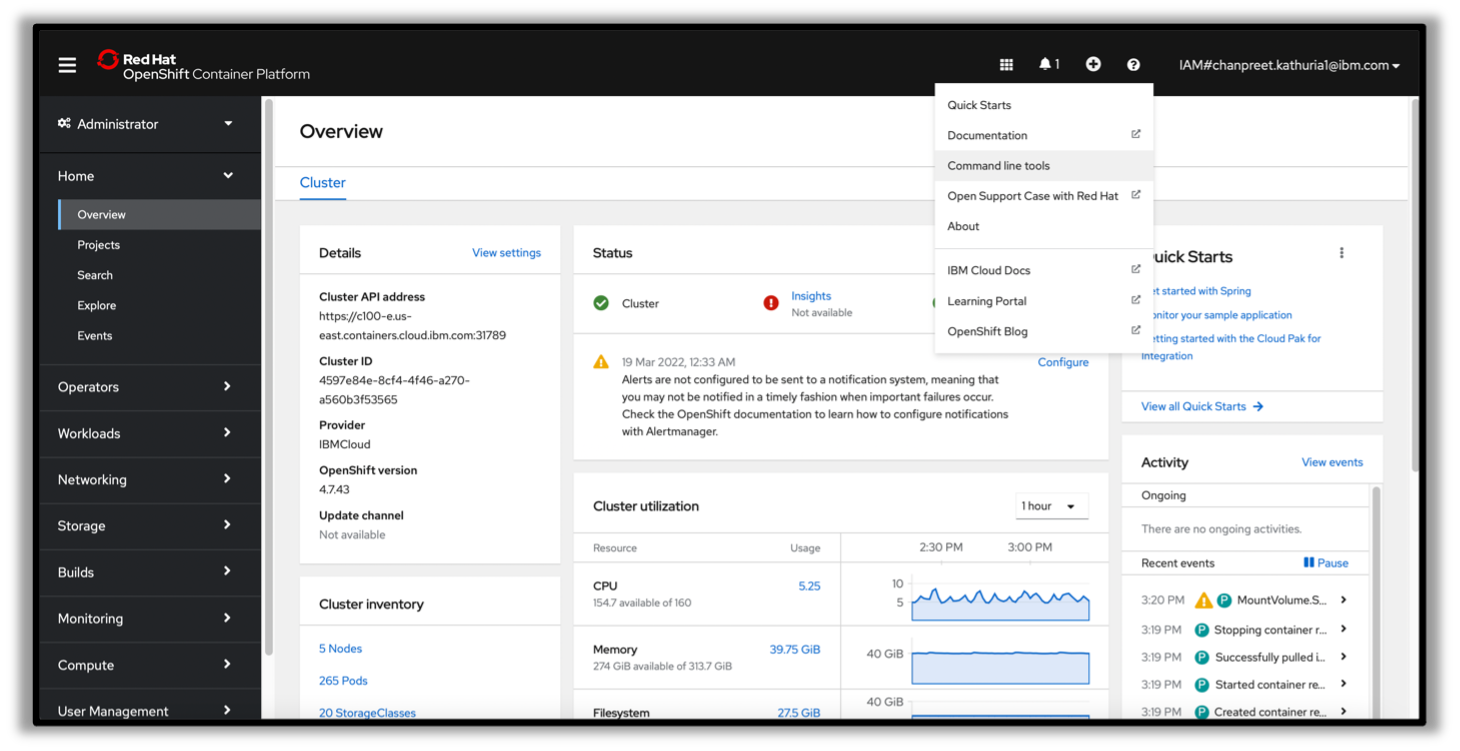 Red Hat
OpenShift Container Platform
1
IAM#chanpreet.kathuria1@ibm.com
Administrator
Home
Overview
Projects
Search
Explore
Events
Operators
Workloads
Networking
Storage
Builds
Monitoring
Compute
User Management
Overview
Cluster
Quick Starts
Documentation
Command line tools
Open Support Case with Red Hat
About
IBM Cloud Docs
Learning Portal
OpenShift Blog
Details
View settings
Cluster API address
https://c100-e.us-
east.containers.cloud.ibm.com:31789
Cluster ID
4597e84e-8cf4-4f46-a270-
a560b3f53565
Provider
IBMCloud
OpenShift version
4.7.43
Update channel
Not available
Cluster inventory
5 Nodes
265 Pods
20 StorageClasses
Status
Cluster
Insights
Not available
19 Mar 2022, 12:33 AM
Configure
Alerts are not configured to be sent to a notification system, meaning that
you may not be notified in a timely fashion when important failures occur.
Check the OpenShift documentation to learn how to configure notifications
with Alertmanager.
Cluster utilization
1 hour
Resource
Usage
2:30 PM
3:00 PM
CPU
5.25
154.7 available of 160
10
5
Memory
39.75 GiB
274 GiB available of 313.7 GiB
40 GiB
Filesystem
27.5 GiB
40 GiB
uick Starts
et started with Spring
onitor your sample application
etting started with the Cloud Pak for
Integration
View all Quick Starts
Activity
View events
Ongoing
There are no ongoing activities.
Recent events
Pause
3:20 PM P MountVolume.S...
3:19 PM P Stopping container r...
3:19 PM P Successfully pulled i...
3:19 PM P Started container re...
3:19 PM P Created container re...